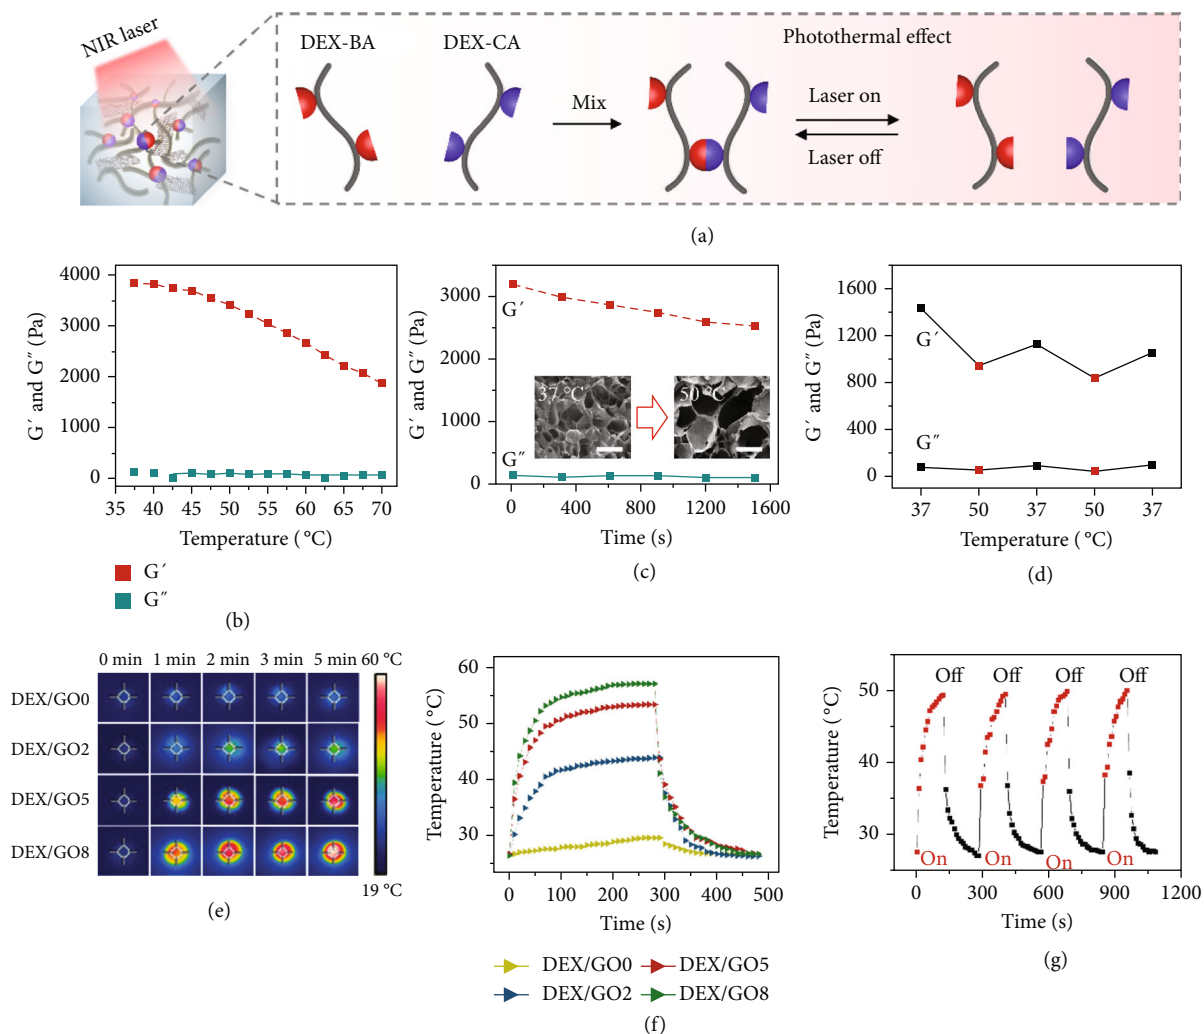 NIR laser
DEX-BA
DEX-CA
Photothermal effect
Mix
Laser on
Laser off
(a)
G′ and G″ (Pa)
4000
3000
2000
1000
0
35 40 45 50 55 60 65 70
Temperature (°C)
G′
G″
(b)
G′ and G″ (Pa)
3000
2000
1000
0
G′
37 °C
50 °C
G″
0 400 800 1200 1600
Time (s)
(c)
G′ and G″ (Pa)
1600
1200
800
400
0
G′
G″
37 50 37 50 37
Temperature (°C)
(d)
0 min 1 min 2 min 3 min 5 min 60 °C
DEX/GO0
DEX/GO2
DEX/GO5
DEX/GO8
19 °C
(e)
Temperature (°C)
60
50
40
30
0 100 200 300 400 500
Time (s)
DEX/GO0 DEX/GO5
DEX/GO2 DEX/GO8
(f)
Temperature (°C)
50
40
30
Off Off Off Off
On On On On
0 300 600 900 1200
Time (s)
(g)